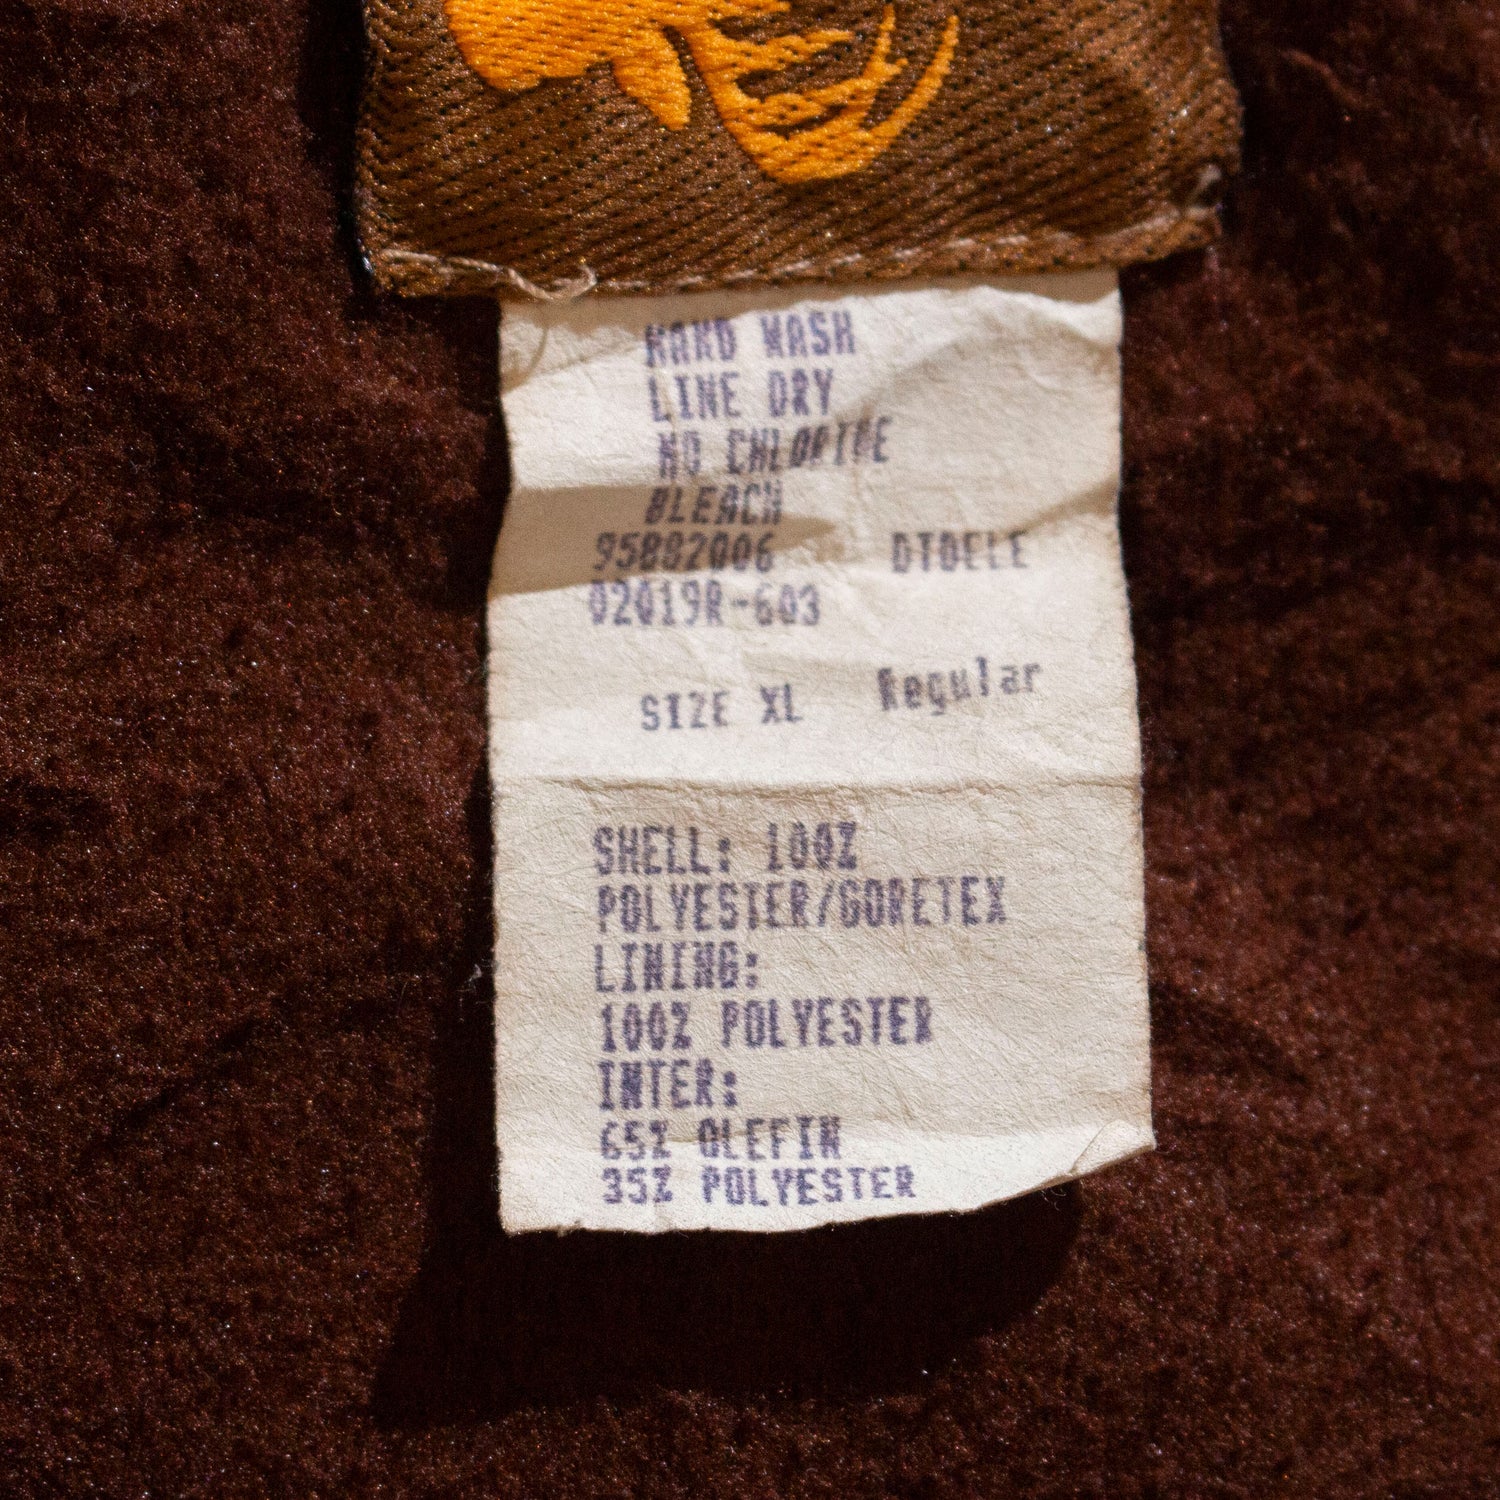 HAND WASH
LINE DRY
NO CHLORINE
BLEACH
95882006 DTDELE
02019R-603
SIZE XL Regular
SHELL: 100%
POLYESTER/GORETEX
LINING:
100% POLYESTER
INTER:
65% OLEFIN
35% POLYESTER